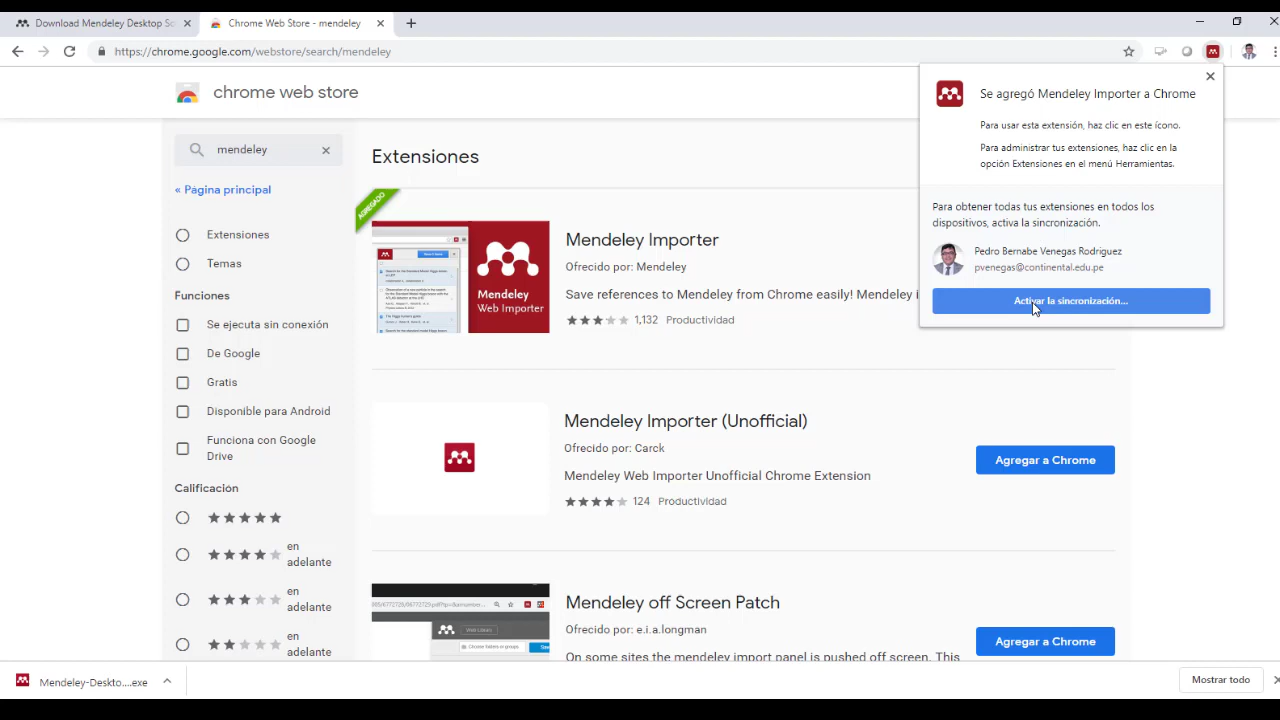 Download Mendeley Desktop So
Chrome Web Store - mendeley
https://chrome.google.com/webstore/search/mendeley
chrome web store
Se agregó Mendeley Importer a Chrome
Para usar esta extensión, haz clic en este ícono.
Para administrar tus extensiones, haz clic en la
opción Extensiones en el menú Herramientas.
Para obtener todas tus extensiones en todos los
dispositivos, activa la sincronización.
Pedro Bernabe Venegas Rodriguez
pvenegas@continental.edu.pe
Activar la sincronización...
mendeley
« Página principal
Extensiones
Temas
Funciones
Se ejecuta sin conexión
De Google
Gratis
Disponible para Android
Funciona con Google
Drive
Calificación
en
adelante
en
adelante
en
adelante
Extensiones
AGREGADO
Mendeley
Web Importer
Mendeley Importer
Ofrecido por: Mendeley
Save references to Mendeley from Chrome easily! Mendeley i
1,132 Productividad
Mendeley Importer (Unofficial)
Ofrecido por: Carck
Mendeley Web Importer Unofficial Chrome Extension
124 Productividad
Agregar a Chrome
Web Library
Choose folders or groups
Mendeley off Screen Patch
Ofrecido por: e.i.a.longman
On some sites the mendeley import panel is pushed off screen. This
Agregar a Chrome
Mendeley-Deskto....exe
Mostrar todo